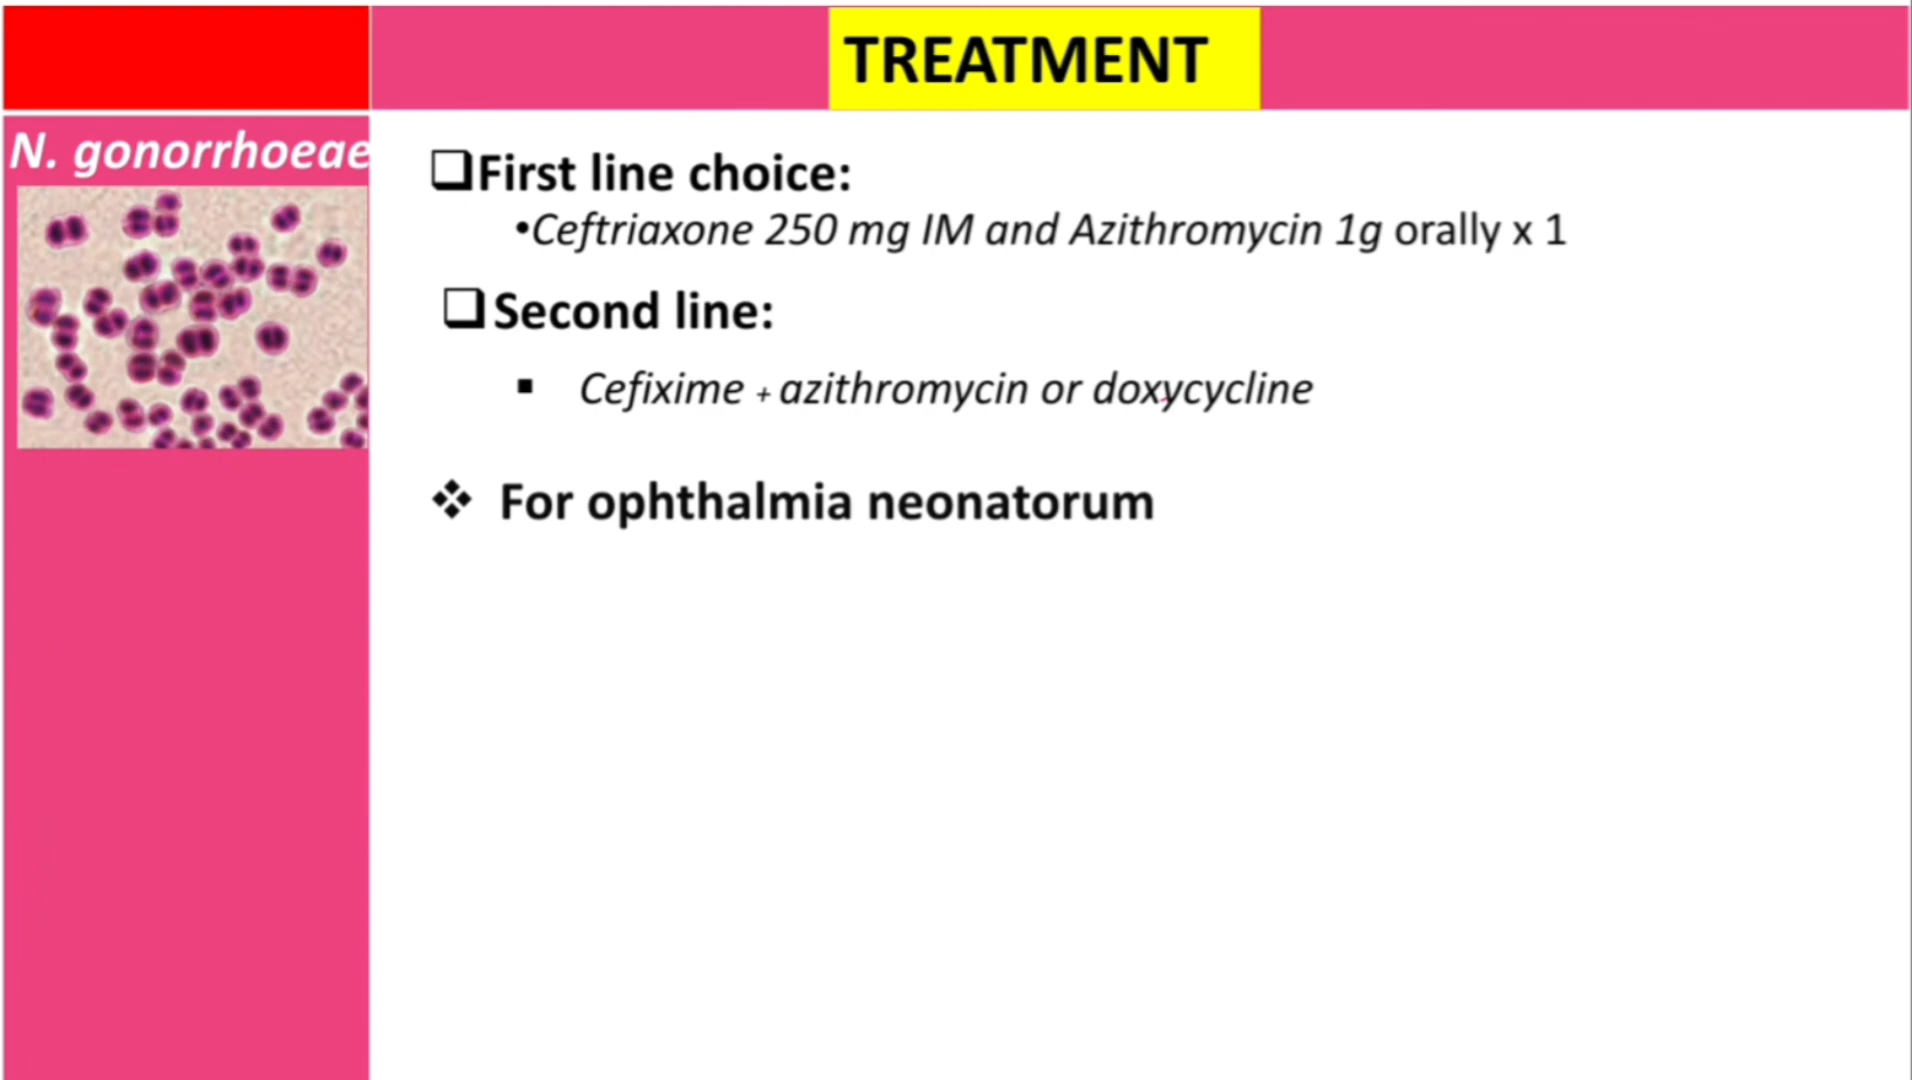 TREATMENT
N. gonorrhoeae
❑First line choice:
•Ceftriaxone 250 mg IM and Azithromycin 1g orally x 1
❑Second line:
▪ Cefixime + azithromycin or doxycycline
❖ For ophthalmia neonatorum